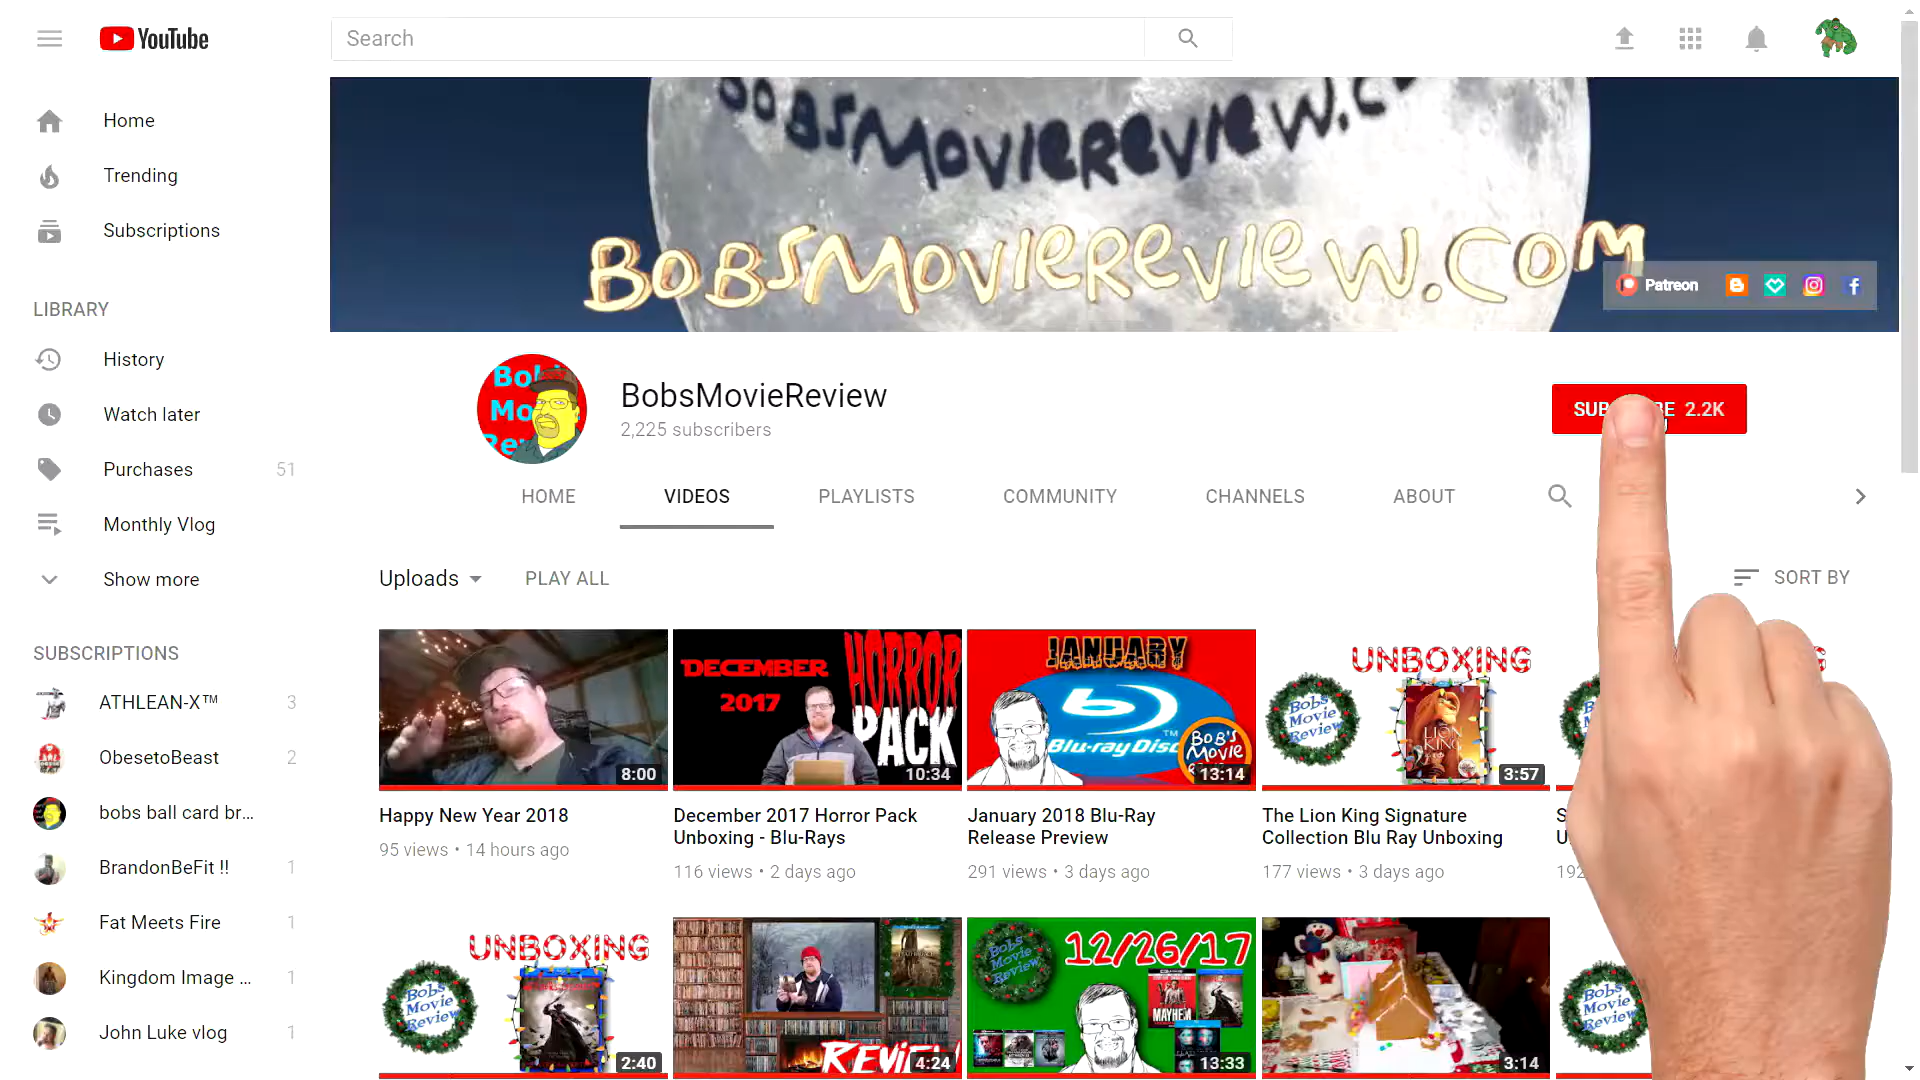 YouTube
Search
Home
Trending
Subscriptions
LIBRARY
History
Watch later
Purchases 51
Monthly Vlog
Show more
SUBSCRIPTIONS
ATHLEAN-X™ 3
ObesetoBeast 2
bobs ball card br...
BrandonBeFit !! 1
Fat Meets Fire 1
Kingdom Image ... 1
John Luke vlog 1
BOBSMOVIEREVIEW.C
BOBSMOVIEREVIEW.COM
Patreon
BobsMovieReview
2,225 subscribers
2.2K
HOME VIDEOS PLAYLISTS COMMUNITY CHANNELS ABOUT
Uploads PLAY ALL
SORT BY
8:00
DECEMBER
2017
HORROR
PACK
10:34
JANUARY
Blu-ray Disc
BOB'S
MOVIE
13:14
UNBOXING
Bobs
Movie
Review
LION
KING
3:57
Happy New Year 2018
95 views • 14 hours ago
December 2017 Horror Pack
Unboxing - Blu-Rays
116 views • 2 days ago
January 2018 Blu-Ray
Release Preview
291 views • 3 days ago
The Lion King Signature
Collection Blu Ray Unboxing
177 views • 3 days ago
192
UNBOXING
Bobs
Movie
Review
2:40
REVIEW
4:24
Bobs
Movie
Review
12/26/17
MAYHEM
13:33
3:14
Bobs
Movie
Review